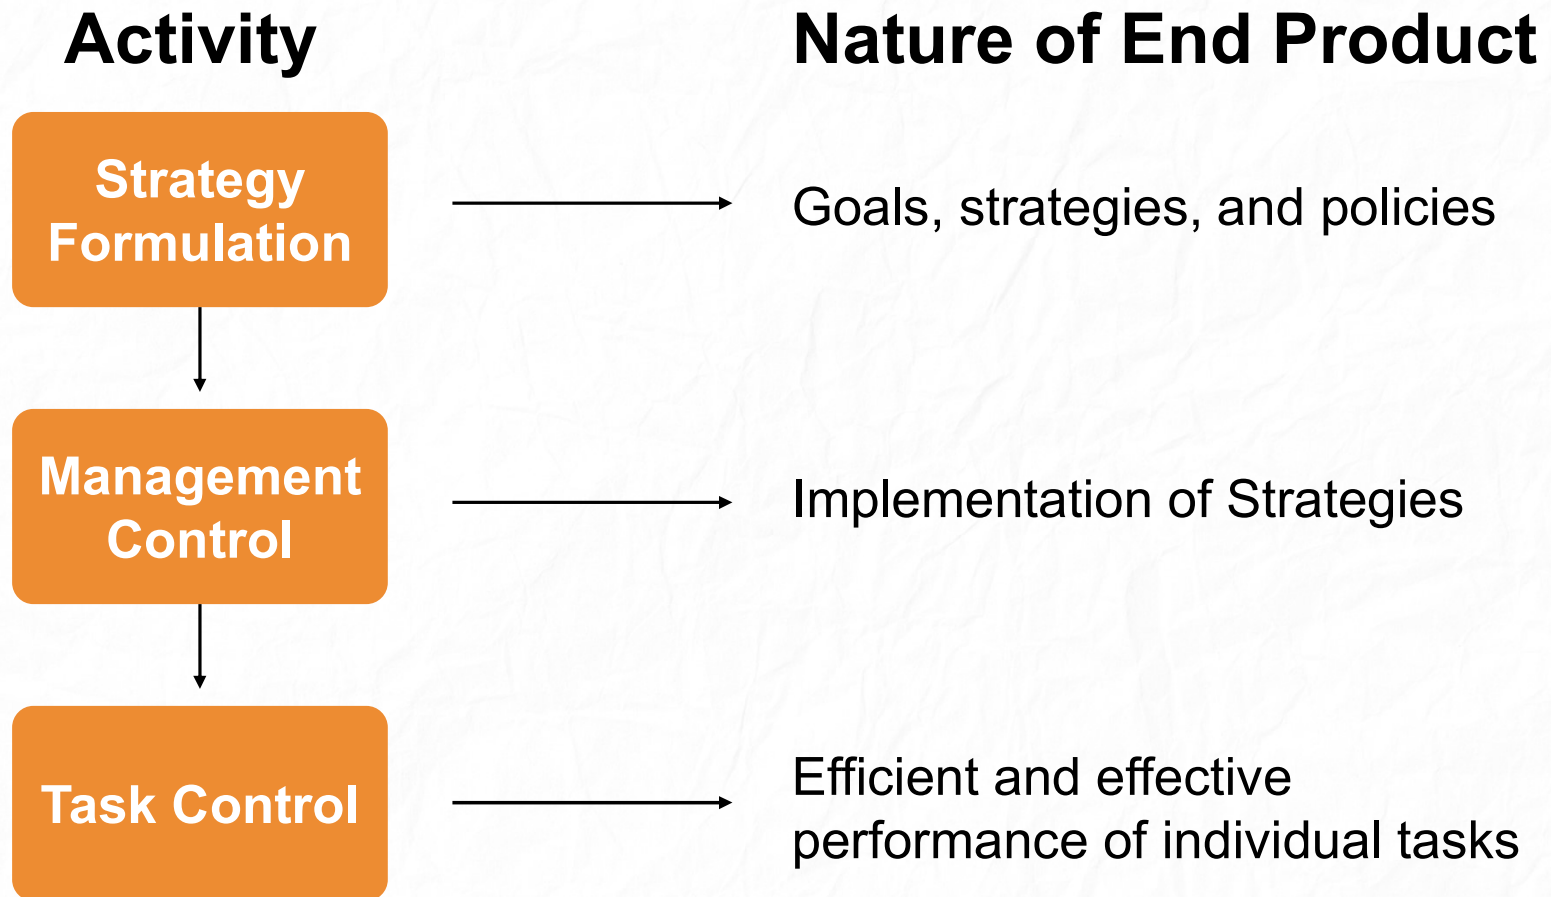 Activity
Nature of End Product
Strategy
Formulation
Goals, strategies, and policies
Management
Control
Implementation of Strategies
Task Control
Efficient and effective
performance of individual tasks